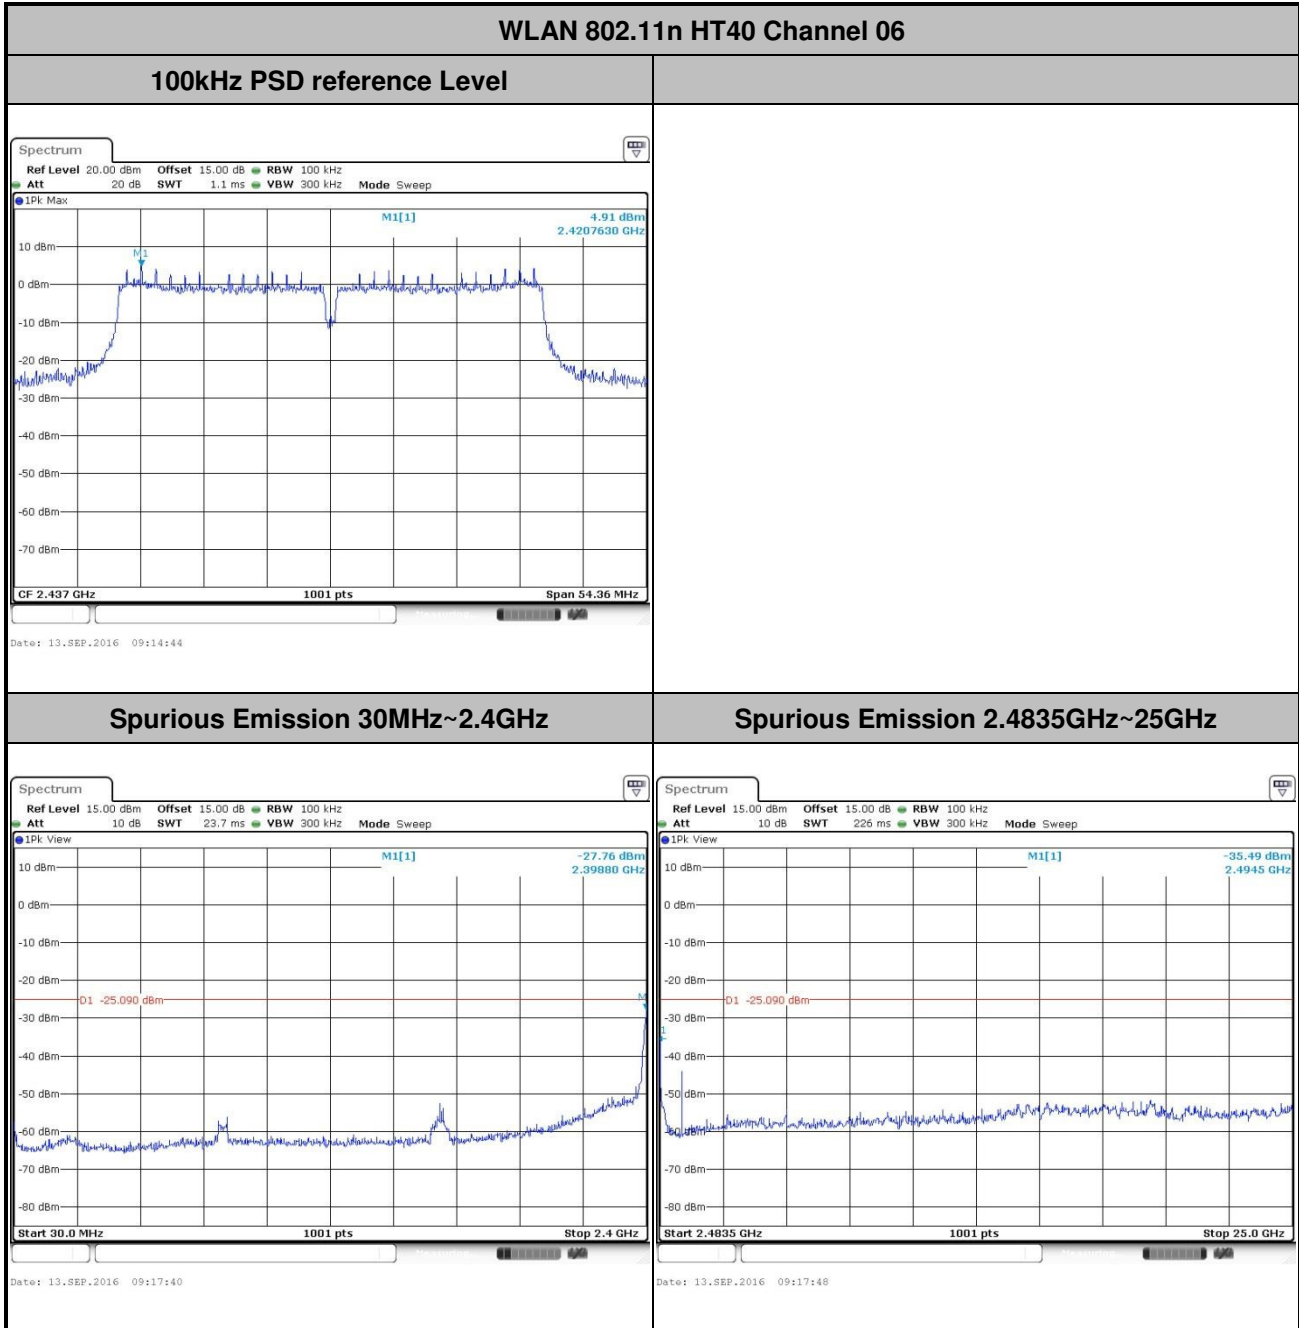 WLAN 802.11n HT40 Channel 06
100kHz PSD reference Level
Spectrum
Ref Level 20.00 dBm Offset 15.00 dB RBW 100 kHz
Att 20 dB SWT 1.1 ms VBW 300 kHz Mode Sweep
1Pk Max
M1[1] 4.91 dBm
2.4207630 GHz
10 dBm
M1
0 dBm
-10 dBm
-20 dBm
-30 dBm
-40 dBm
-50 dBm
-60 dBm
-70 dBm
CF 2.437 GHz 1001 pts Span 54.36 MHz
Date: 13.SEP.2016 09:14:44
Spurious Emission 30MHz~2.4GHz
Spurious Emission 2.4835GHz~25GHz
Spectrum
Ref Level 15.00 dBm Offset 15.00 dB RBW 100 kHz
Att 10 dB SWT 23.7 ms VBW 300 kHz Mode Sweep
1Pk View
M1[1] -27.76 dBm
2.39880 GHz
10 dBm
0 dBm
-10 dBm
-20 dBm
D1 -25.090 dBm
M
-30 dBm
-40 dBm
-50 dBm
-60 dBm
-70 dBm
-80 dBm
Start 30.0 MHz 1001 pts Stop 2.4 GHz
Date: 13.SEP.2016 09:17:40
Spectrum
Ref Level 15.00 dBm Offset 15.00 dB RBW 100 kHz
Att 10 dB SWT 226 ms VBW 300 kHz Mode Sweep
1Pk View
M1[1] -35.49 dBm
2.4945 GHz
10 dBm
0 dBm
-10 dBm
-20 dBm
D1 -25.090 dBm
-30 dBm
1
-40 dBm
-50 dBm
-60 dBm
-70 dBm
-80 dBm
Start 2.4835 GHz 1001 pts Stop 25.0 GHz
Date: 13.SEP.2016 09:17:48